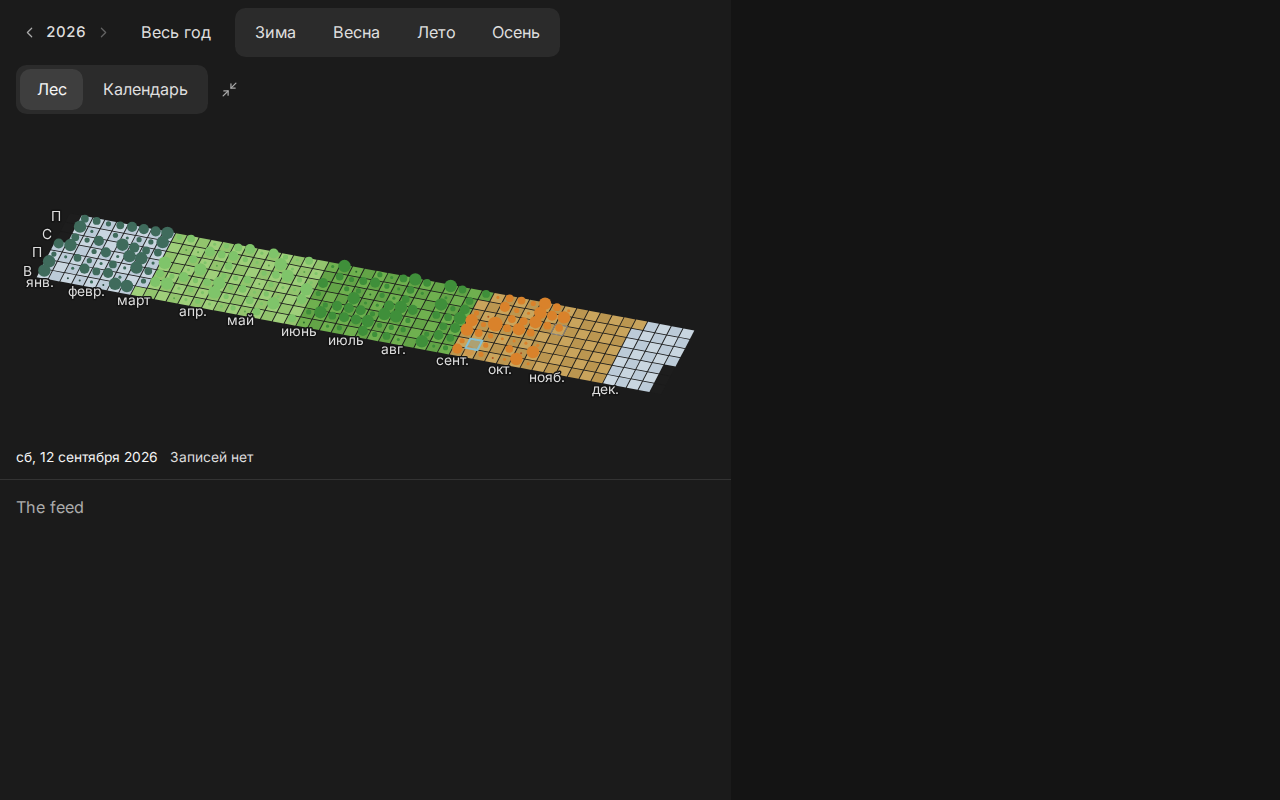 2026 Весь год Зима Весна Лето Осень
Лес Календарь
П
С
П
В
янв.
февр.
март
апр.
май
июнь
июль
авг.
сент.
окт.
нояб.
дек.
сб, 12 сентября 2026 Записей нет
The feed